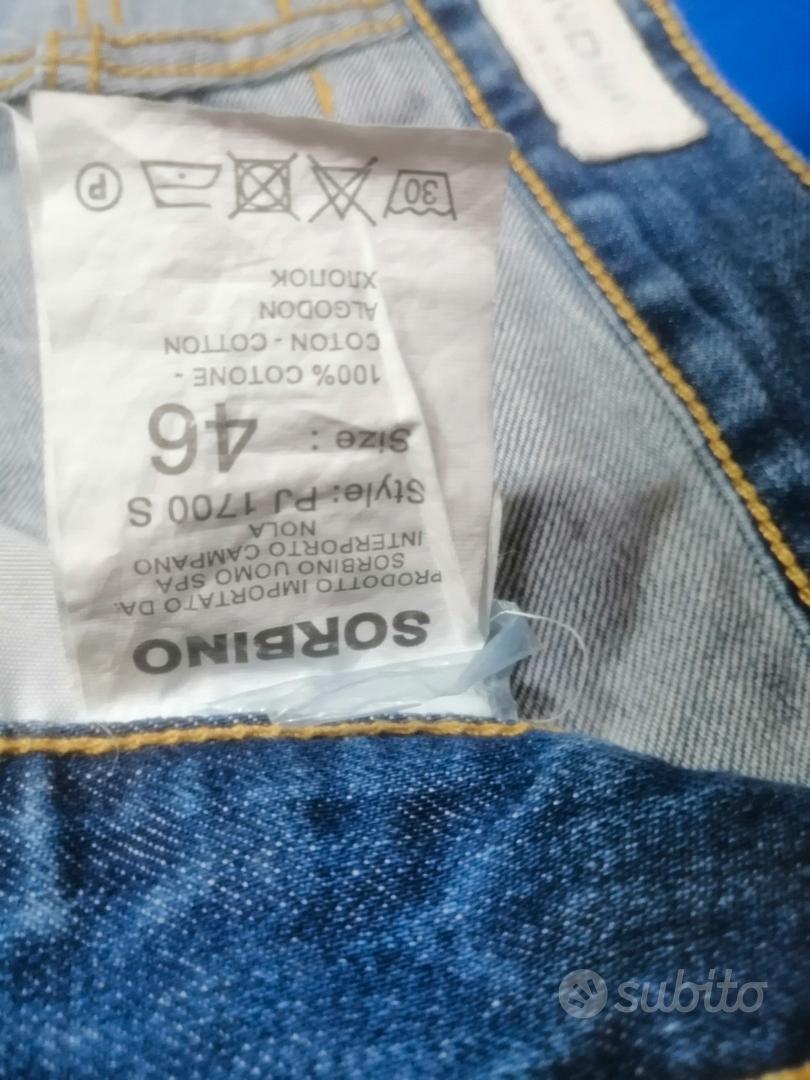 SORBINO
PRODOTTO IMPORTATO DA:
SORBINO UOMO SPA
INTERPORTO CAMPANO
NOLA
Style: PJ 1700 S
Size : 46
100% COTONE -
COTON - COTTON
ALGODON
ХЛОПОК
30
P
subito